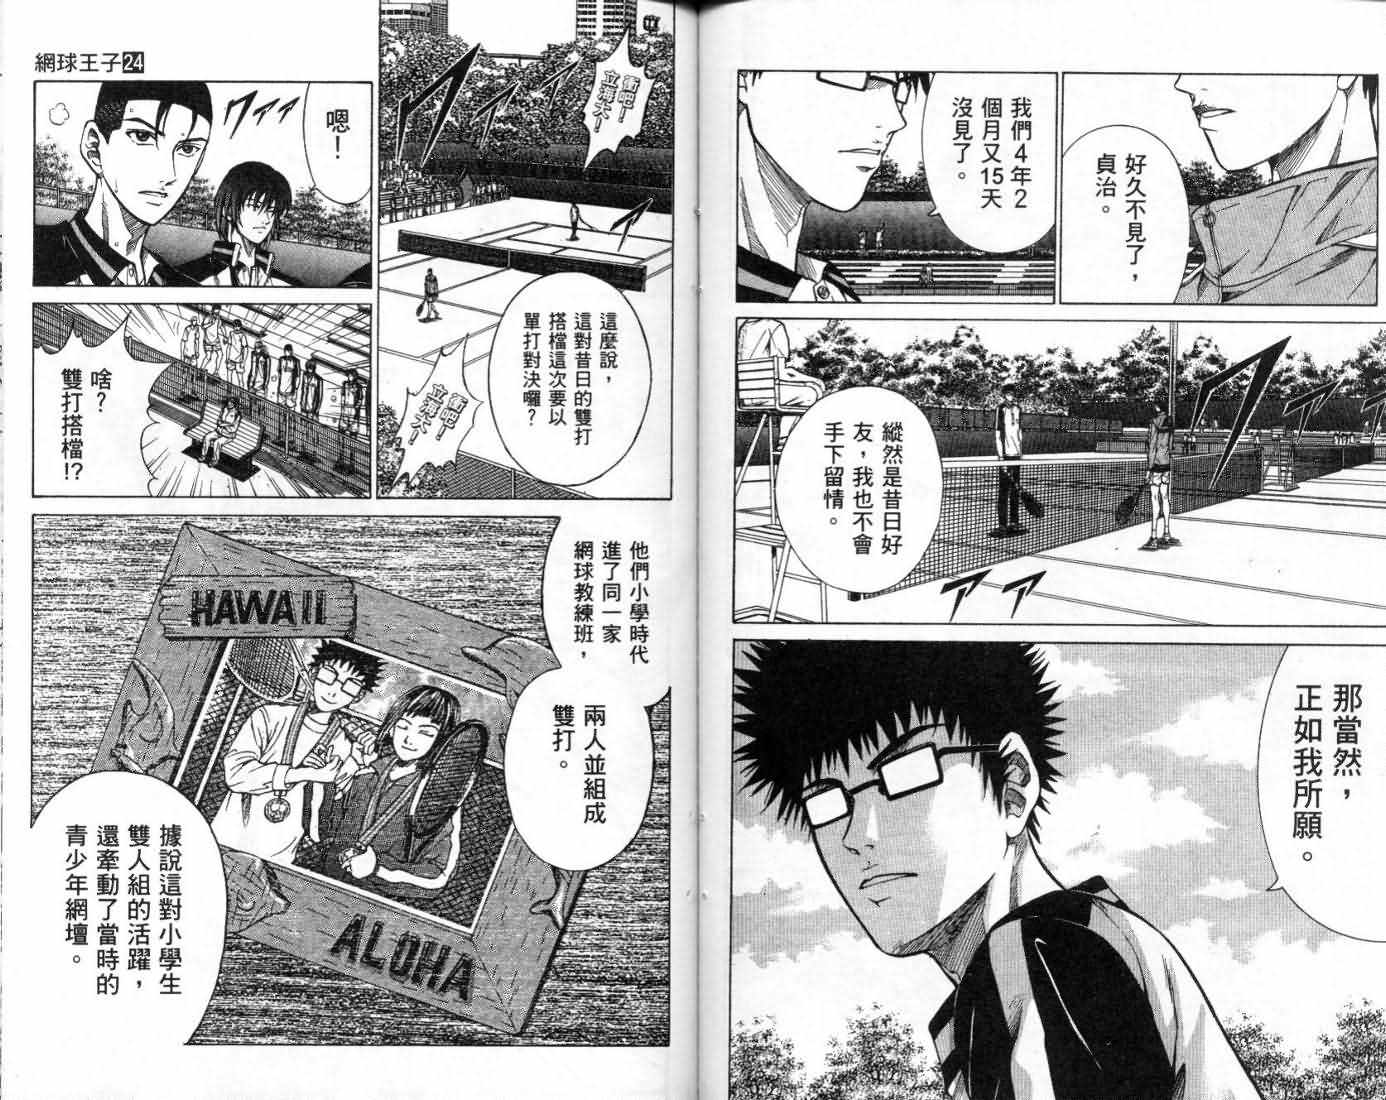 好久不見了，
貞治。
我們4年2
個月又15天
沒見了。
縱然是昔日好
友，我也不會
手下留情。
那當然，
正如我所願。
網球王子24
衝吧！
立海大！
這麼說，
這對昔日的雙打
搭檔這次要以
單打對決囉？
衝吧！
立海大！
嗯！
啥？
雙打搭檔!?
他們小學時代
進了同一家
網球教練班，
兩人並組成
雙打。
HAWAII
ALOHA
據說這對小學生
雙人組的活躍，
還牽動了當時的
青少年網壇。